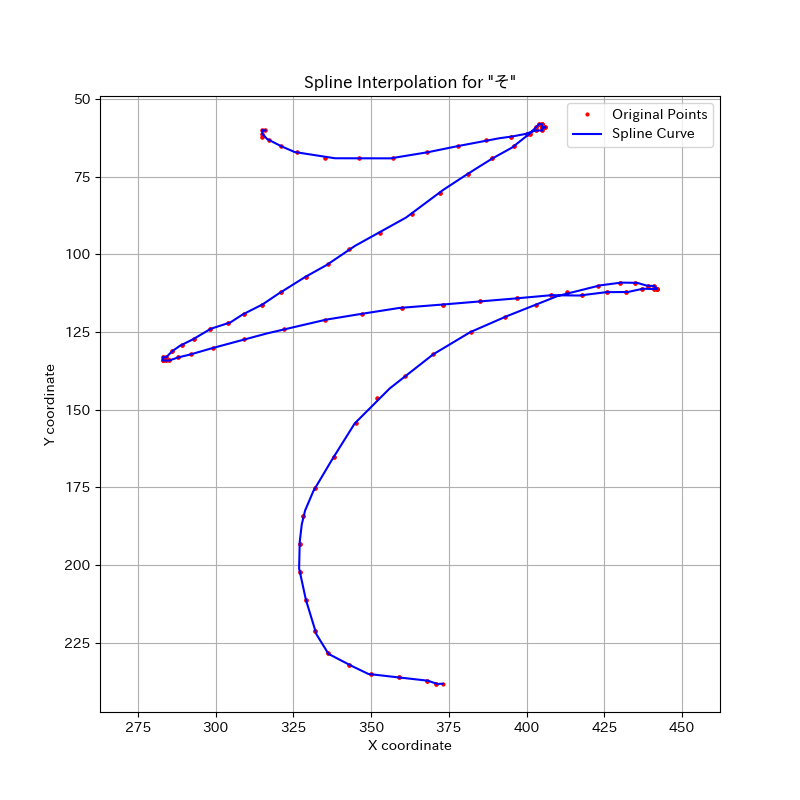 Spline Interpolation for "そ"
Original Points
Spline Curve
50
75
100
125
150
175
200
225
Y coordinate
275 300 325 350 375 400 425 450
X coordinate